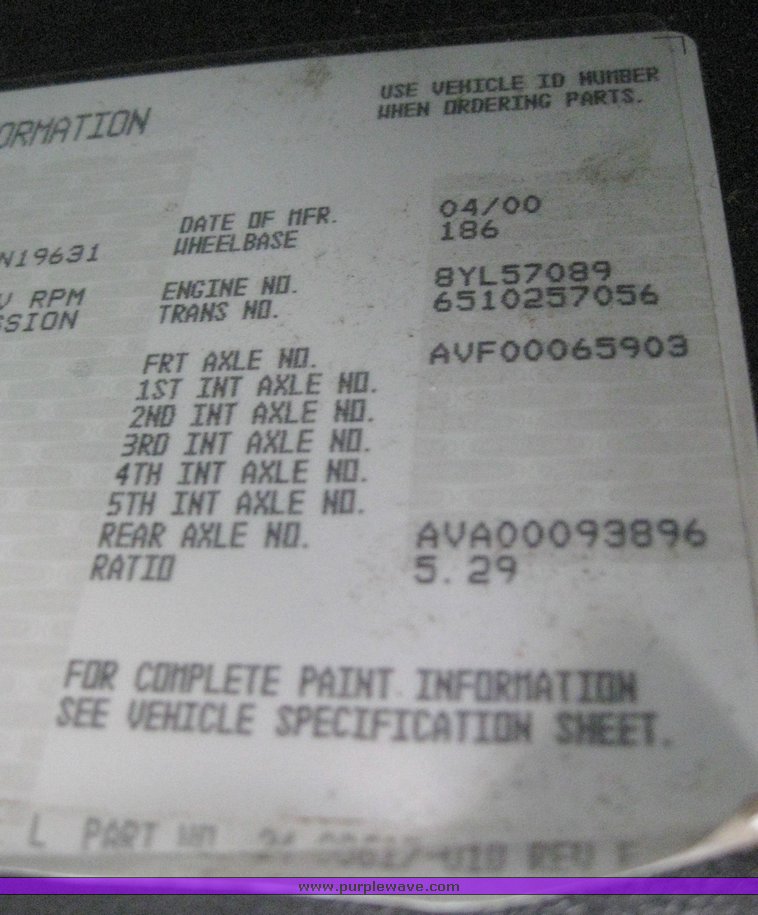 USE VEHICLE ID NUMBER
WHEN ORDERING PARTS.
ORMATION
DATE OF MFR. 04/00
WHEELBASE 186
N19631
ENGINE NO. 8YL57089
TRANS NO. 6510257056
V RPM
SSION
FRT AXLE NO. AVF00065903
1ST INT AXLE NO.
2ND INT AXLE NO.
3RD INT AXLE NO.
4TH INT AXLE NO.
5TH INT AXLE NO.
REAR AXLE NO. AVA00093896
RATIO 5.29
FOR COMPLETE PAINT INFORMATION
SEE VEHICLE SPECIFICATION SHEET.
L PART NO REV
www.purplewave.com